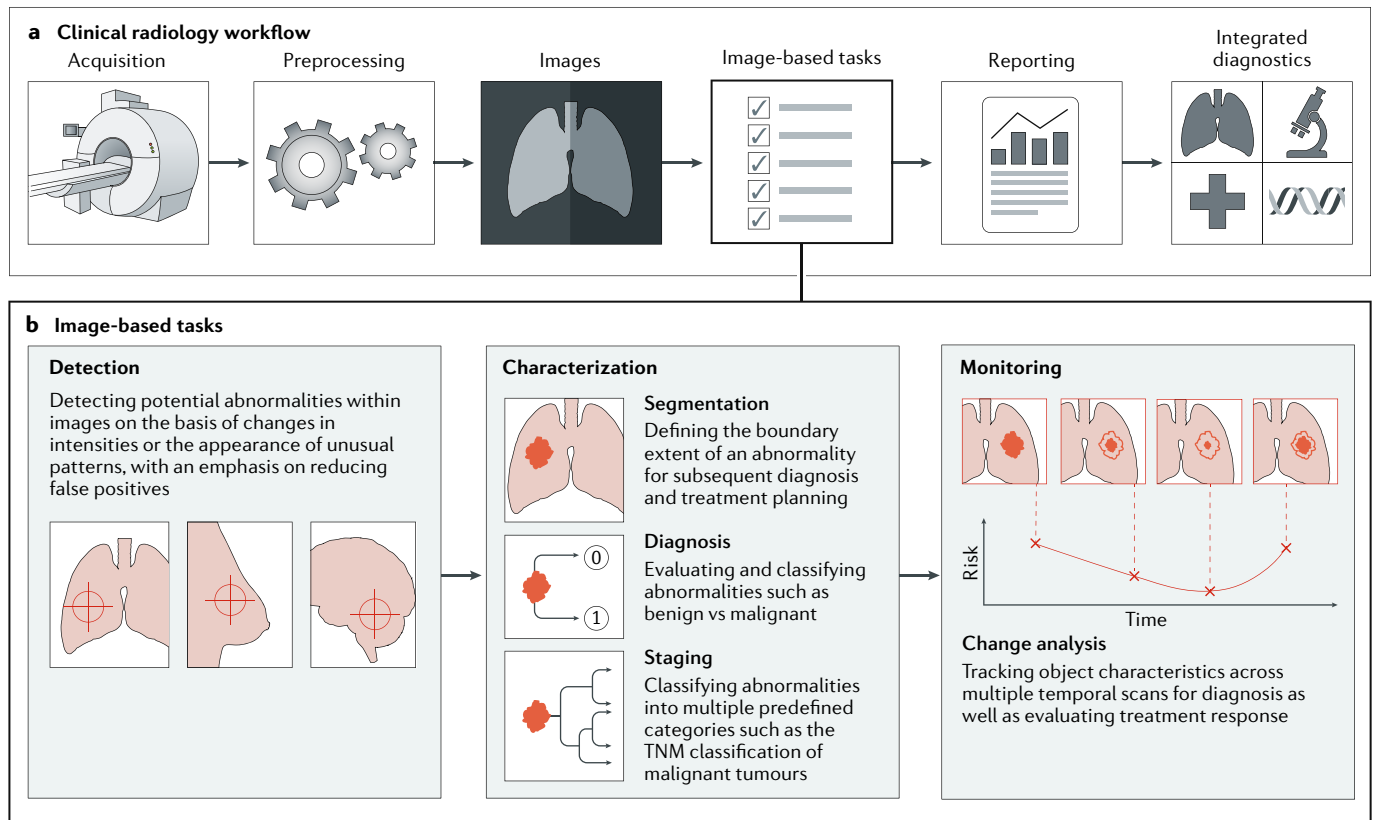 a Clinical radiology workflow
Acquisition
Preprocessing
Images
Image-based tasks
Reporting
Integrated
diagnostics
b Image-based tasks
Detection
Detecting potential abnormalities within
images on the basis of changes in
intensities or the appearance of unusual
patterns, with an emphasis on reducing
false positives
Characterization
Segmentation
Defining the boundary
extent of an abnormality
for subsequent diagnosis
and treatment planning
0
1
Diagnosis
Evaluating and classifying
abnormalities such as
benign vs malignant
Staging
Classifying abnormalities
into multiple predefined
categories such as the
TNM classification of
malignant tumours
Monitoring
Risk
Time
Change analysis
Tracking object characteristics across
multiple temporal scans for diagnosis as
well as evaluating treatment response